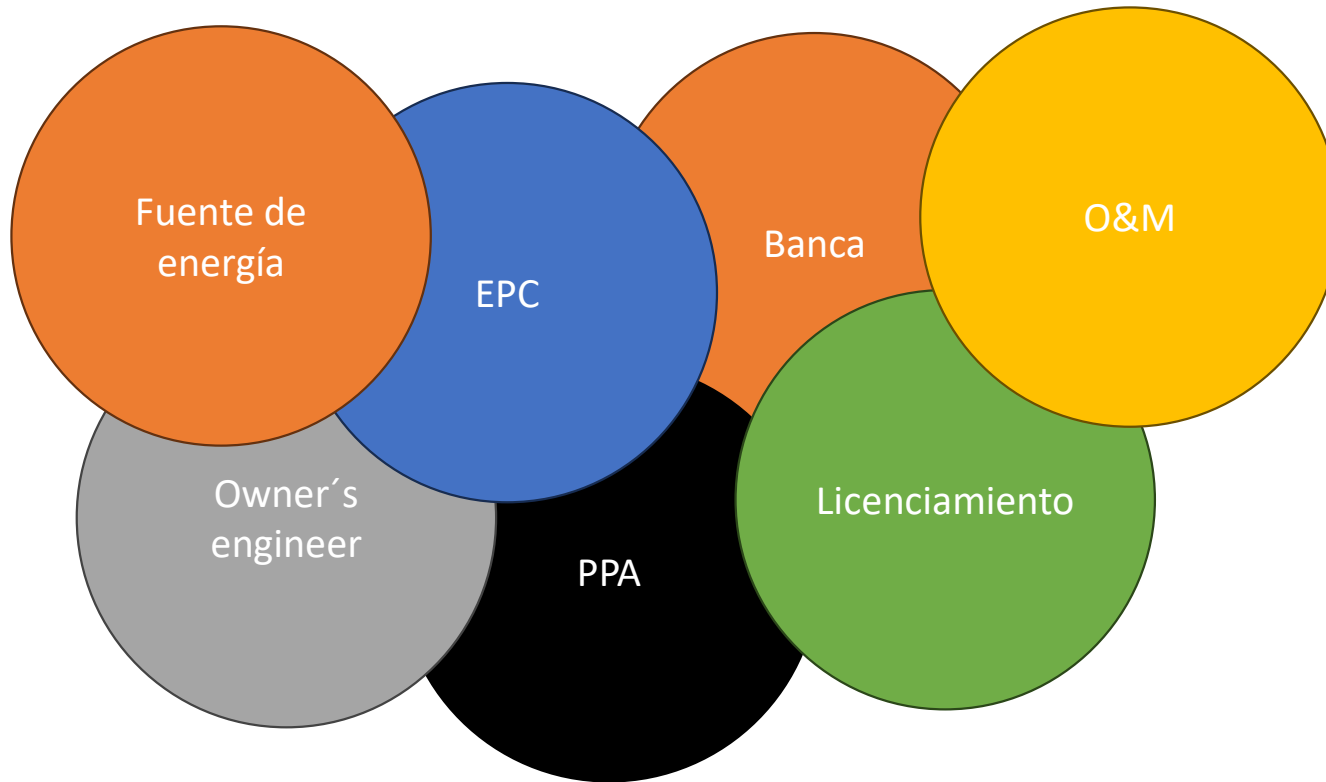 Fuente de
energía
EPC
Banca
O&M
Owner´s
engineer
PPA
Licenciamiento